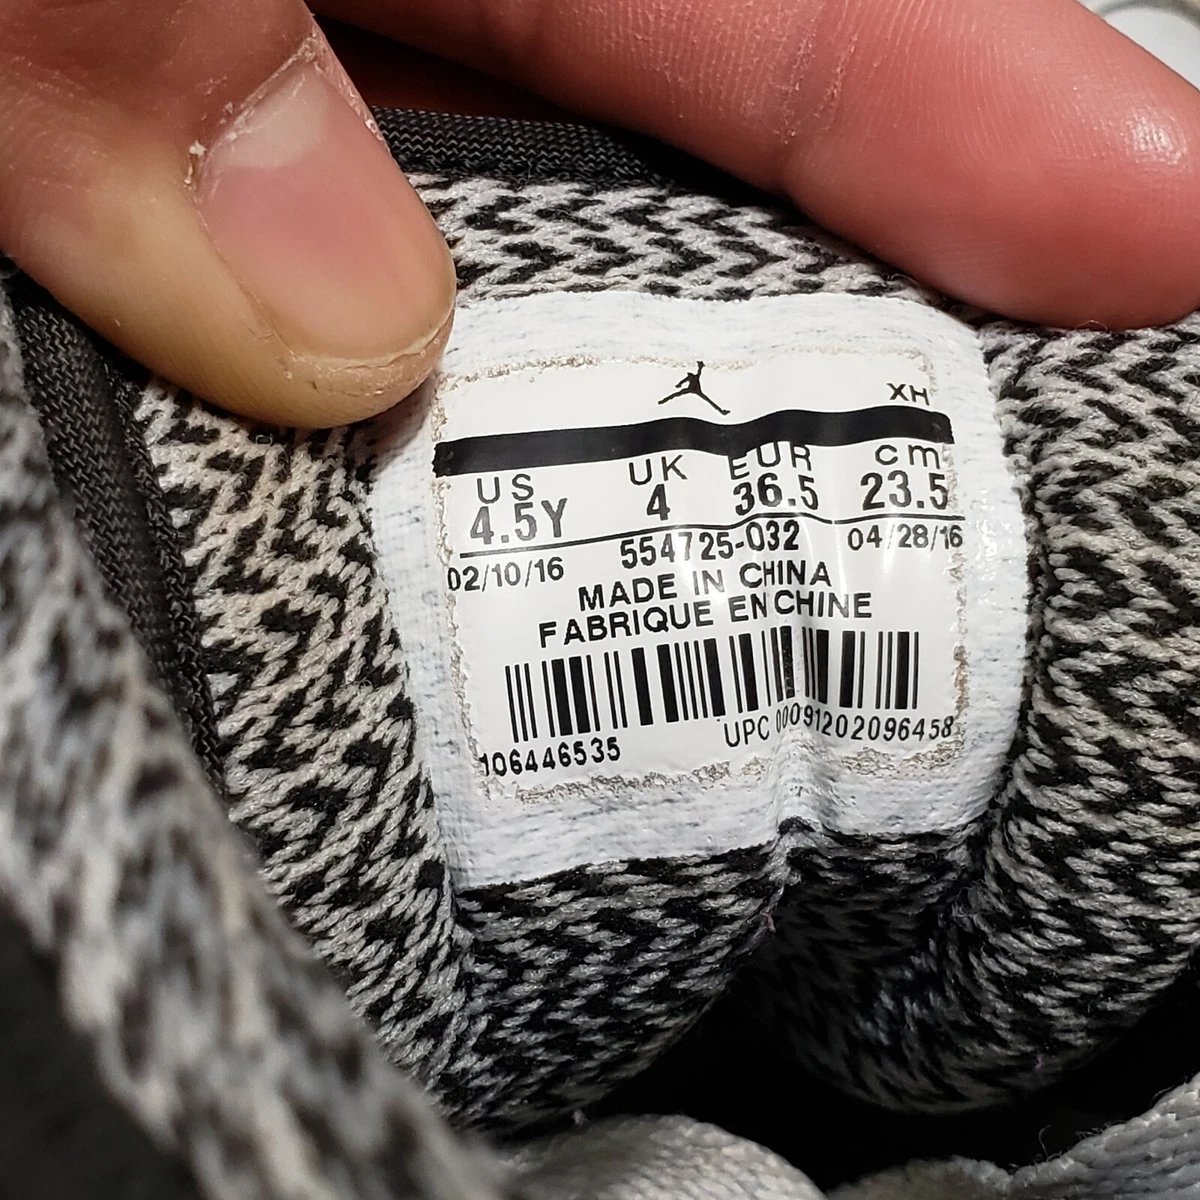 XH
US UK EUR cm
4.5Y 4 36.5 23.5
02/10/16 554725-032 04/28/16
MADE IN CHINA
FABRIQUE EN CHINE
106446535 UPC 00091202096458